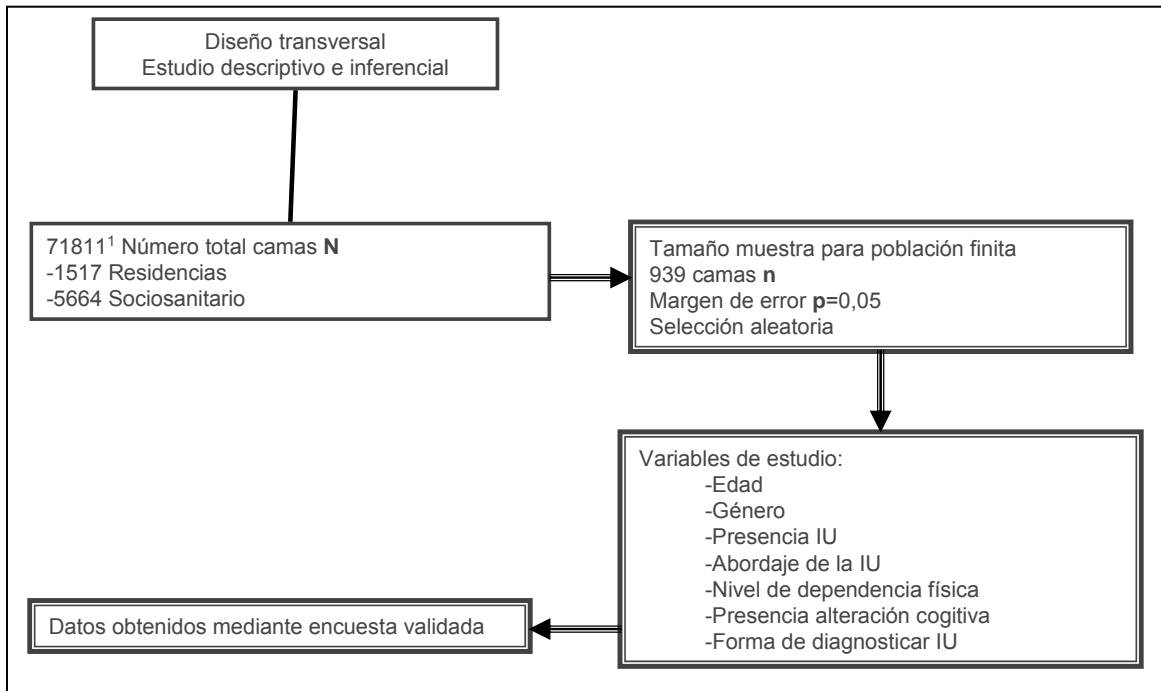 Diseño transversal
Estudio descriptivo e inferencial
71811¹ Número total camas N
-1517 Residencias
-5664 Sociosanitario
Tamaño muestra para población finita
939 camas n
Margen de error p=0,05
Selección aleatoria
Variables de estudio:
-Edad
-Género
-Presencia IU
-Abordaje de la IU
-Nivel de dependencia física
-Presencia alteración cogitiva
-Forma de diagnosticar IU
Datos obtenidos mediante encuesta validada